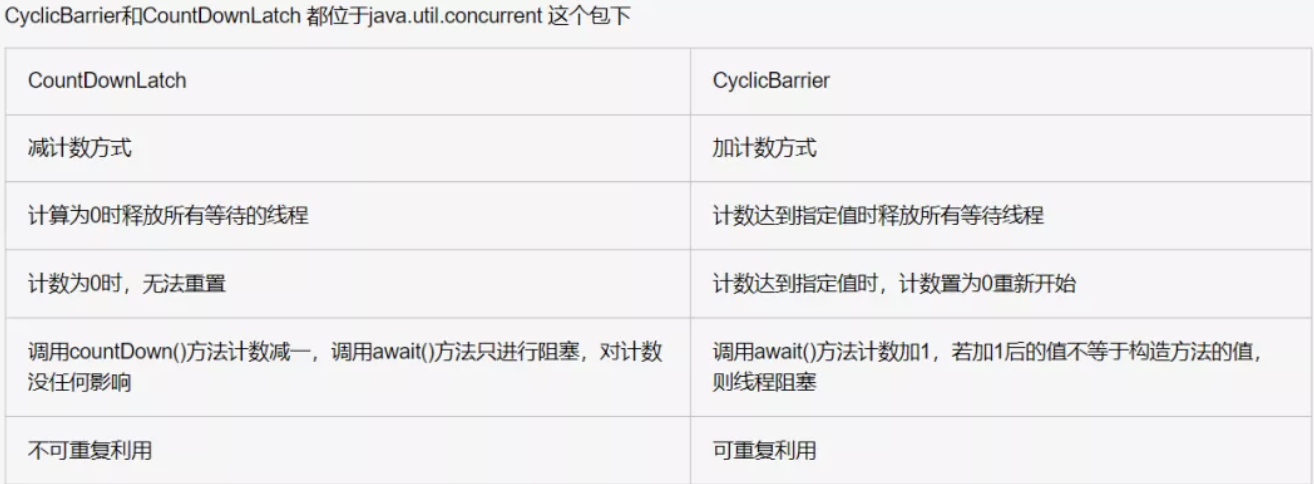 CyclicBarrier和CountDownLatch 都位于java.util.concurrent 这个包下
CountDownLatch
CyclicBarrier
减计数方式
加计数方式
计算为0时释放所有等待的线程
计数达到指定值时释放所有等待线程
计数为0时，无法重置
计数达到指定值时，计数置为0重新开始
调用countDown()方法计数减一，调用await()方法只进行阻塞，对计数
没任何影响
调用await()方法计数加1，若加1后的值不等于构造方法的值，
则线程阻塞
不可重复利用
可重复利用